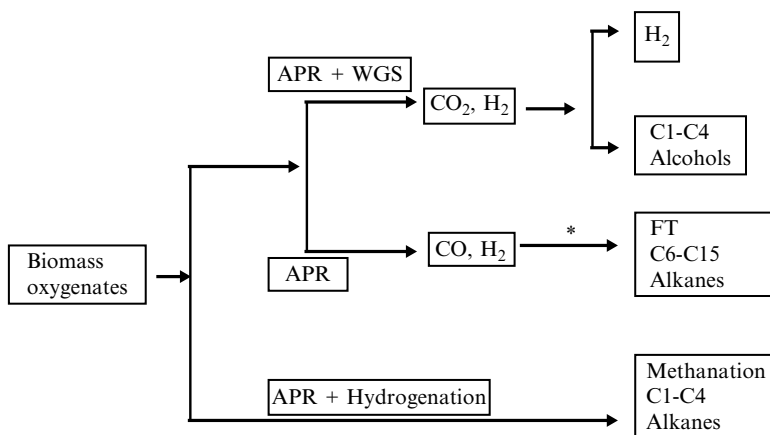 H₂
APR + WGS
CO₂, H₂
C1-C4
Alcohols
*
FT
C6-C15
Alkanes
CO, H₂
APR
Biomass
oxygenates
Methanation
C1-C4
Alkanes
APR + Hydrogenation